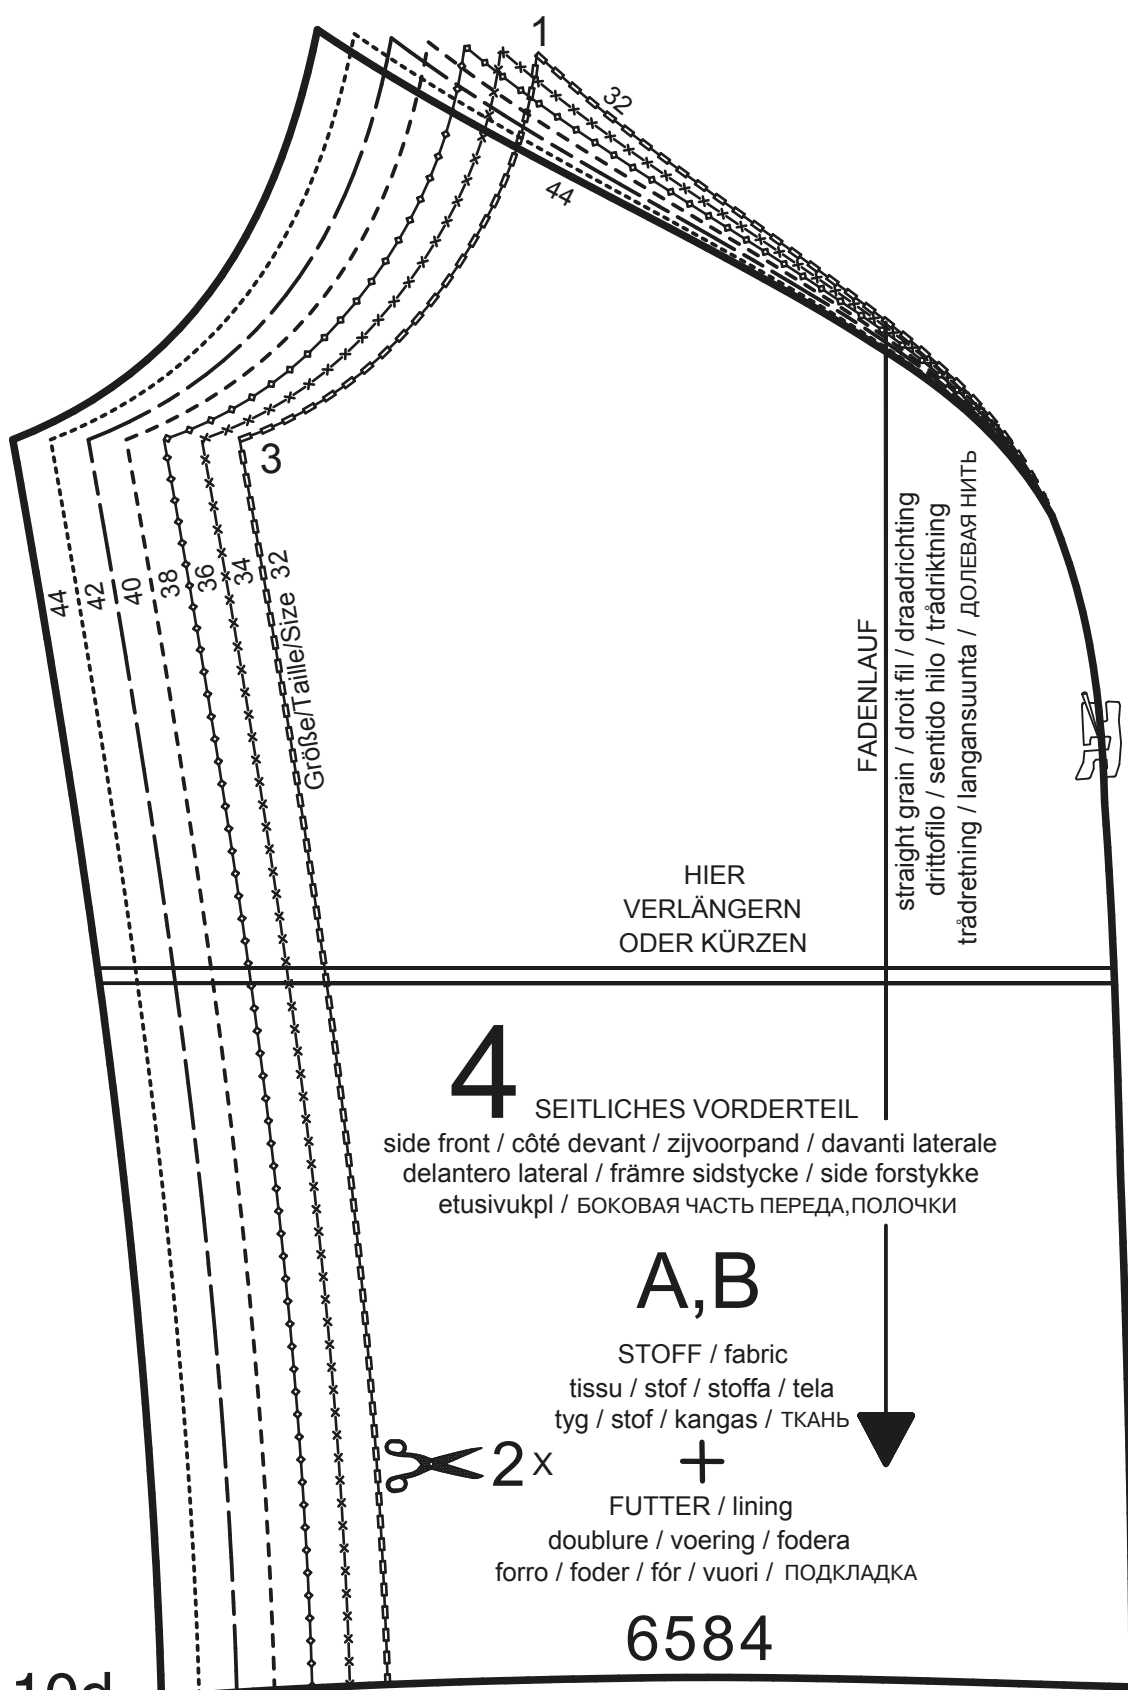 1
32
44
3
44
42
40
38
36
34
Größe/Taille/Size 32
FADENLAUF
straight grain / droit fil / draadrichting
drittofilo / sentido hilo / trådriktning
trådretning / langansuunta / ДОЛЕВАЯ НИТЬ
HIER
VERLÄNGERN
ODER KÜRZEN
4
SEITLICHES VORDERTEIL
side front / côté devant / zijvoorpand / davanti laterale
delantero lateral / främre sidstycke / side forstykke
etusivukpl / БОКОВАЯ ЧАСТЬ ПЕРЕДА,ПОЛОЧКИ
A,B
STOFF / fabric
tissu / stof / stoffa / tela
tyg / stof / kangas / ТКАНЬ
2 x
+
FUTTER / lining
doublure / voering / fodera
forro / foder / fór / vuori / ПОДКЛАДКА
6584
10d